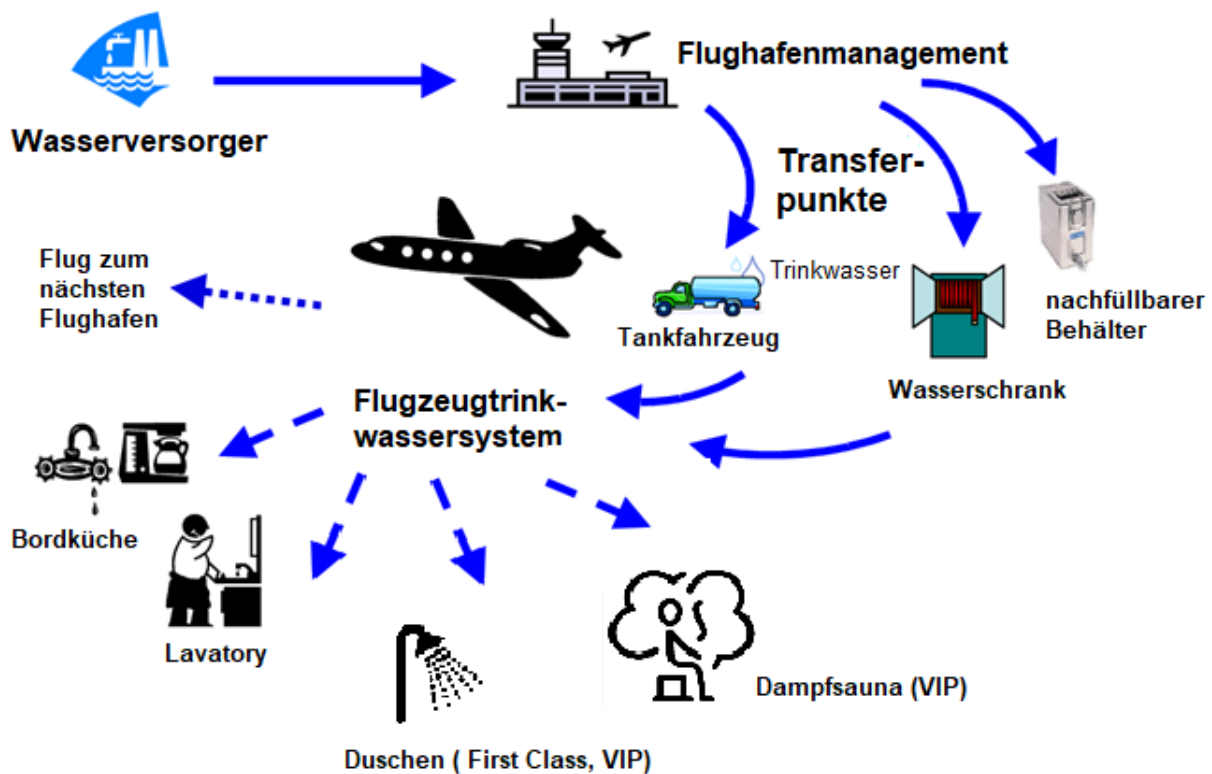 Flughafenmanagement
Wasserversorger
Transfer-
punkte
Flug zum
nächsten
Flughafen
Trinkwasser
Tankfahrzeug
nachfüllbarer
Behälter
Wasserschrank
Flugzeugtrink-
wassersystem
Bordküche
Lavatory
Dampfsauna (VIP)
Duschen ( First Class, VIP)